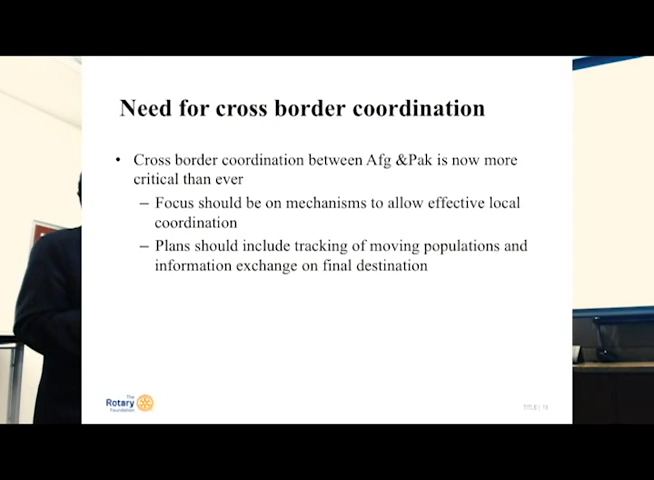 Need for cross border coordination
• Cross border coordination between Afg &Pak is now more
critical than ever
– Focus should be on mechanisms to allow effective local
coordination
– Plans should include tracking of moving populations and
information exchange on final destination
The
Rotary
Foundation
TITLE | 18